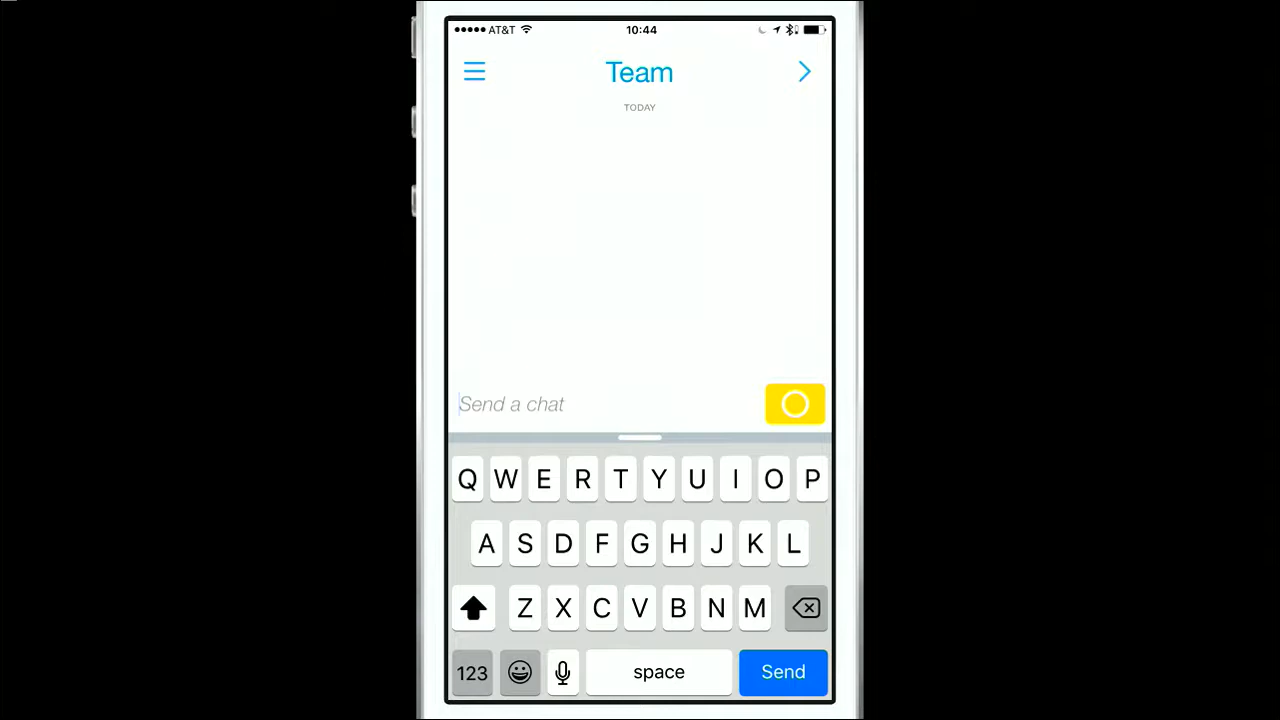 AT&T 10:44
Team
TODAY
Send a chat
Q W E R T Y U I O P
A S D F G H J K L
Z X C V B N M
123 space Send